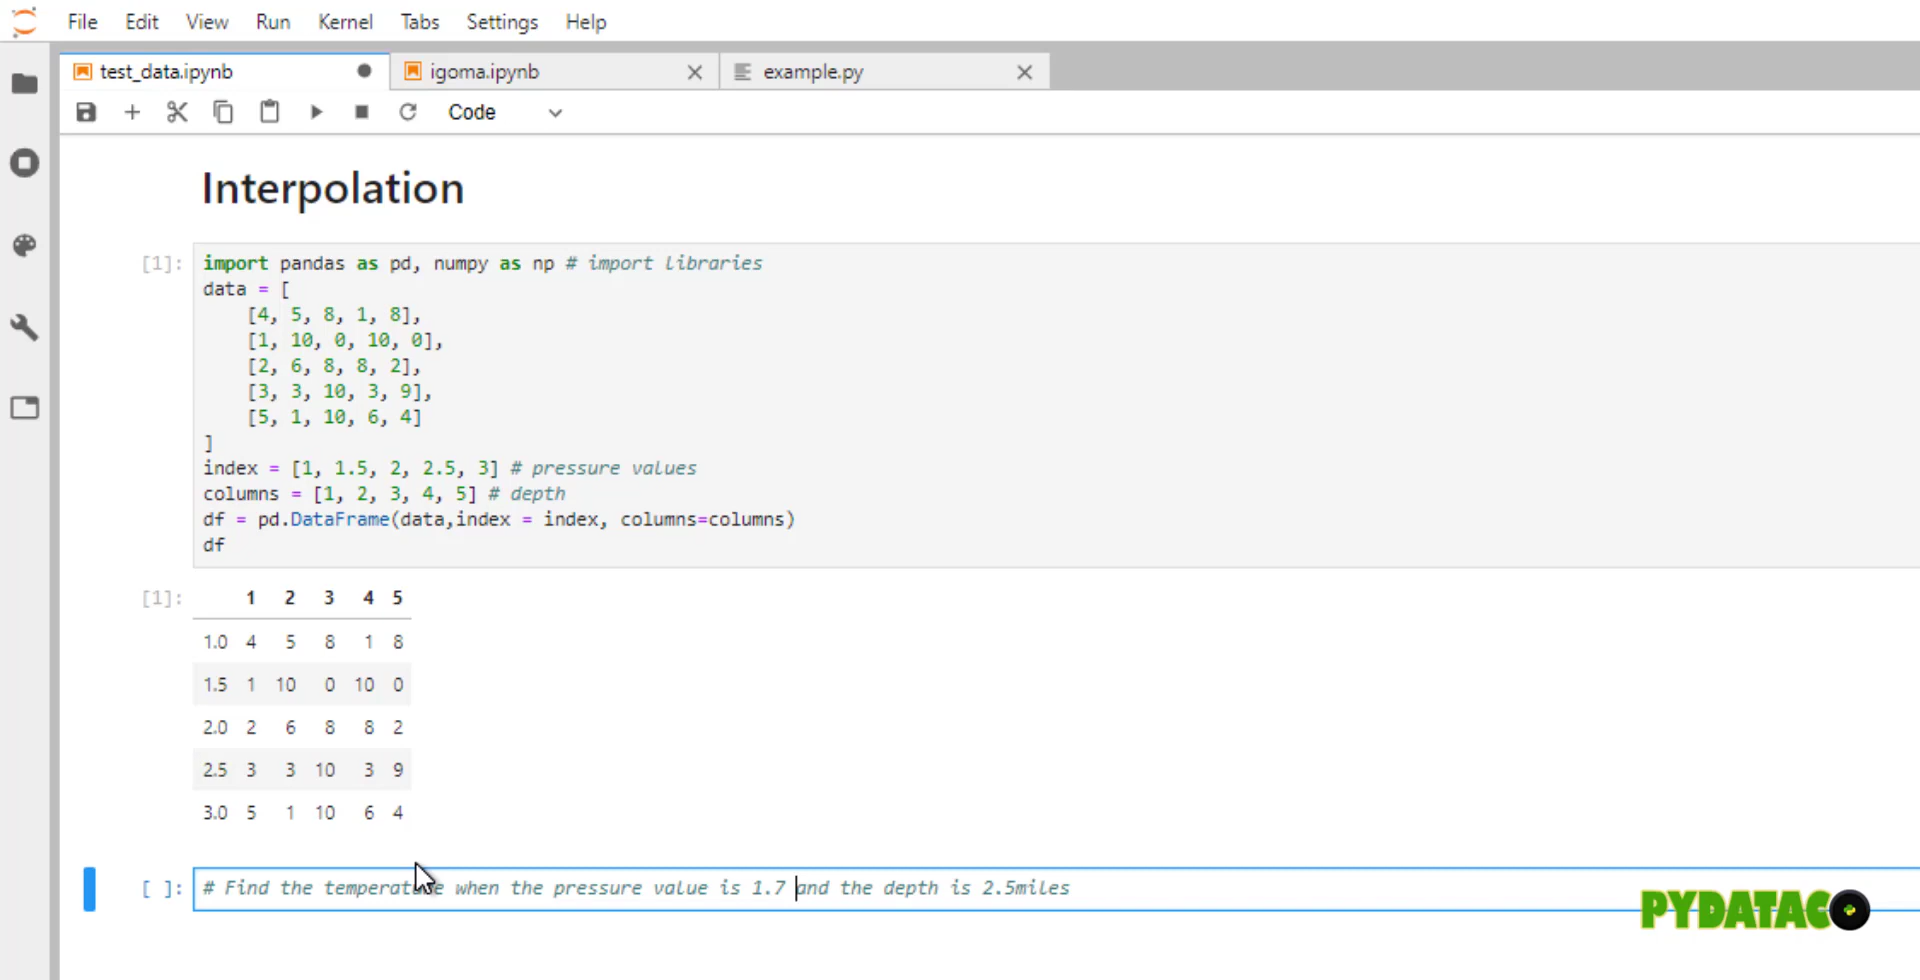 File Edit View Run Kernel Tabs Settings Help
test_data.ipynb igoma.ipynb example.py
Code
Interpolation
[1]: import pandas as pd, numpy as np # import libraries
data = [
    [4, 5, 8, 1, 8],
    [1, 10, 0, 10, 0],
    [2, 6, 8, 8, 2],
    [3, 3, 10, 3, 9],
    [5, 1, 10, 6, 4]
]
index = [1, 1.5, 2, 2.5, 3] # pressure values
columns = [1, 2, 3, 4, 5] # depth
df = pd.DataFrame(data,index = index, columns=columns)
df
[1]: 1 2 3 4 5
1.0 4 5 8 1 8
1.5 1 10 0 10 0
2.0 2 6 8 8 2
2.5 3 3 10 3 9
3.0 5 1 10 6 4
[ ]: # Find the temperature when the pressure value is 1.7 and the depth is 2.5miles
PYDATACO